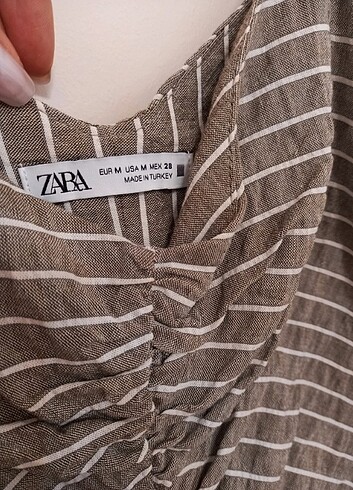 ZARA
EUR M USA M MEX 28
MADE IN TURKEY